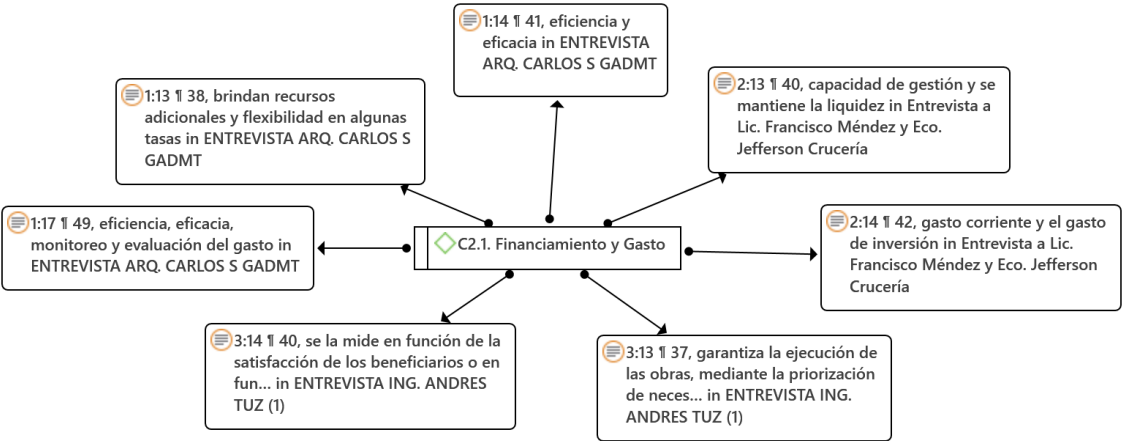 1:14 ¶ 41, eficiencia y
eficacia in ENTREVISTA
ARQ. CARLOS S GADMT
1:13 ¶ 38, brindan recursos
adicionales y flexibilidad en algunas
tasas in ENTREVISTA ARQ. CARLOS S
GADMT
2:13 ¶ 40, capacidad de gestión y se
mantiene la liquidez in Entrevista a
Lic. Francisco Méndez y Eco.
Jefferson Crucería
1:17 ¶ 49, eficiencia, eficacia,
monitoreo y evaluación del gasto in
ENTREVISTA ARQ. CARLOS S GADMT
C2.1. Financiamiento y Gasto
2:14 ¶ 42, gasto corriente y el gasto
de inversión in Entrevista a Lic.
Francisco Méndez y Eco. Jefferson
Crucería
3:14 ¶ 40, se la mide en función de la
satisfacción de los beneficiarios o en
fun... in ENTREVISTA ING. ANDRES
TUZ (1)
3:13 ¶ 37, garantiza la ejecución de
las obras, mediante la priorización
de neces... in ENTREVISTA ING.
ANDRES TUZ (1)